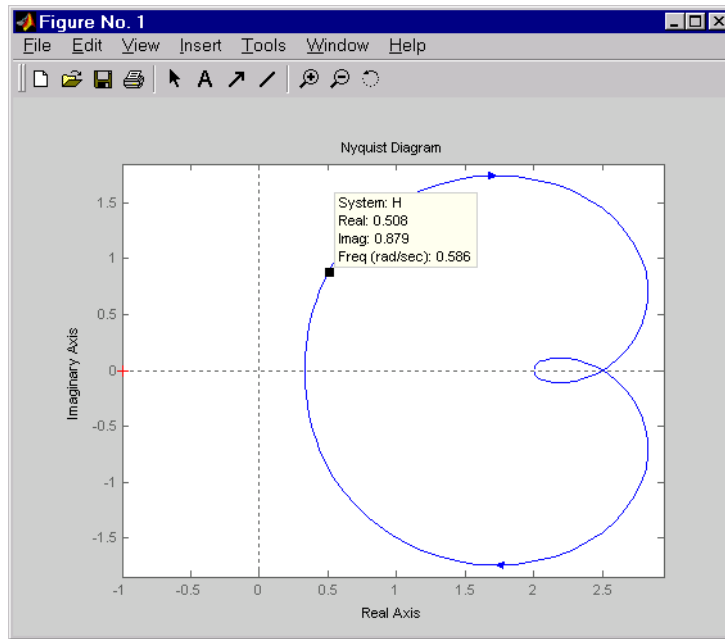 Figure No. 1
File Edit View Insert Tools Window Help
A
Nyquist Diagram
System: H
Real: 0.508
Imag: 0.879
Freq (rad/sec): 0.586
Imaginary Axis
1.5
1
0.5
0
-0.5
-1
-1.5
-1 -0.5 0 0.5 1 1.5 2 2.5
Real Axis